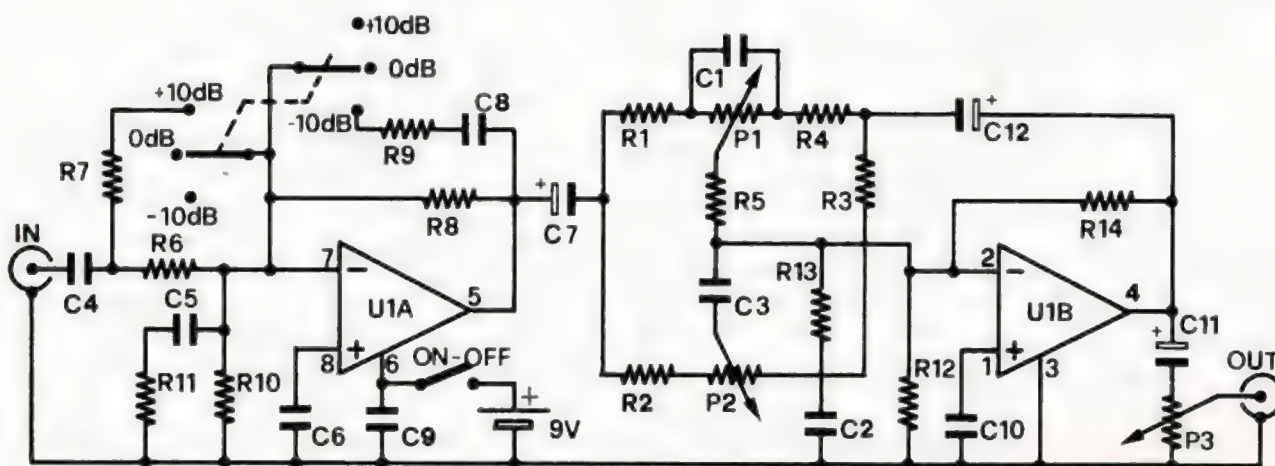 +10dB
0dB
+10dB
-10dB
C8
C1
R1
P1
R4
+
C12
0dB
R9
R7
-10dB
R8
+
C7
R5
R3
R14
IN
R6
7
-
5
C4
C5
U1A
R13
2
-
4
C3
U1B
+
C11
8
+
6
ON-OFF
OUT
R11
R10
+
R2
P2
R12
1
+
3
C6
C9
9V
C2
C10
P3